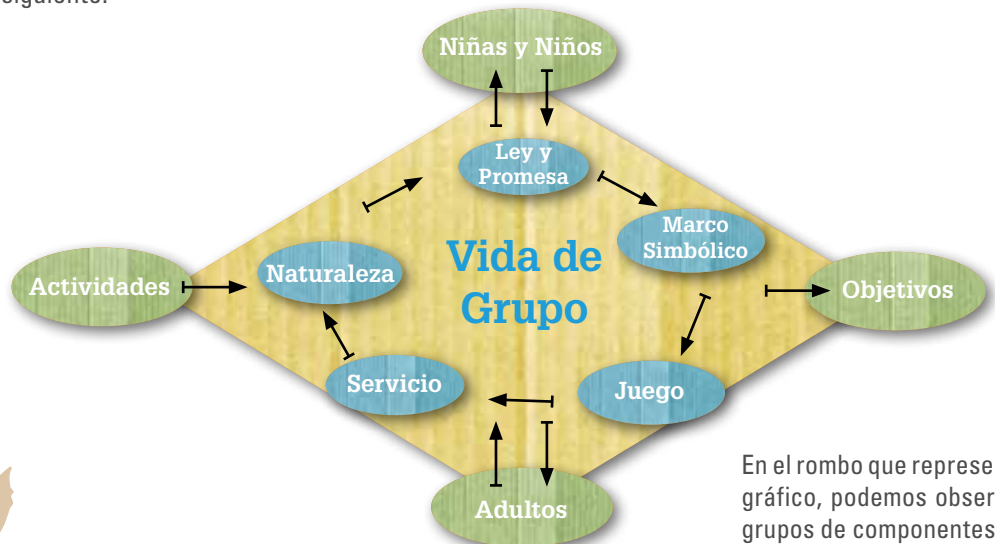 siguiente:
Niñas y Niños
Ley y
Promesa
Marco
Simbólico
Vida de
Grupo
Naturaleza
Actividades
Objetivos
Servicio
Juego
Adultos
En el rombo que represe
gráfico, podemos obser
grupos de componentes